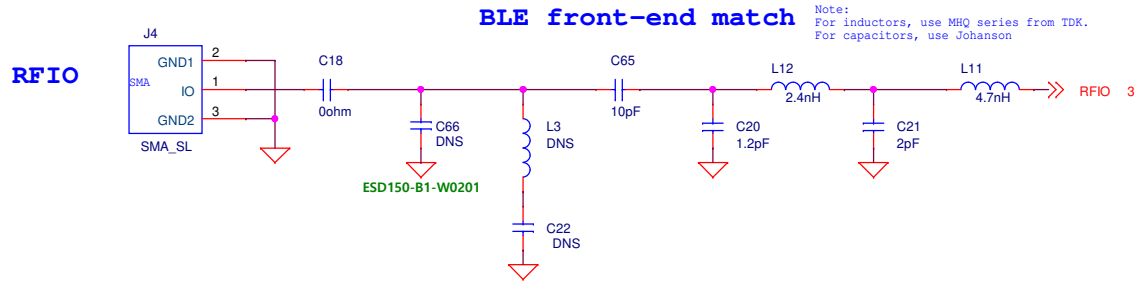 BLE front-end match
Note:
For inductors, use MHQ series from TDK.
For capacitors, use Johanson
RFIO
J4
SMA
GND1
2
IO
1
GND2
3
SMA_SL
C18
0ohm
C66
DNS
ESD150-B1-W0201
L3
DNS
C22
DNS
C65
10pF
C20
1.2pF
L12
2.4nH
C21
2pF
L11
4.7nH
RFIO 3